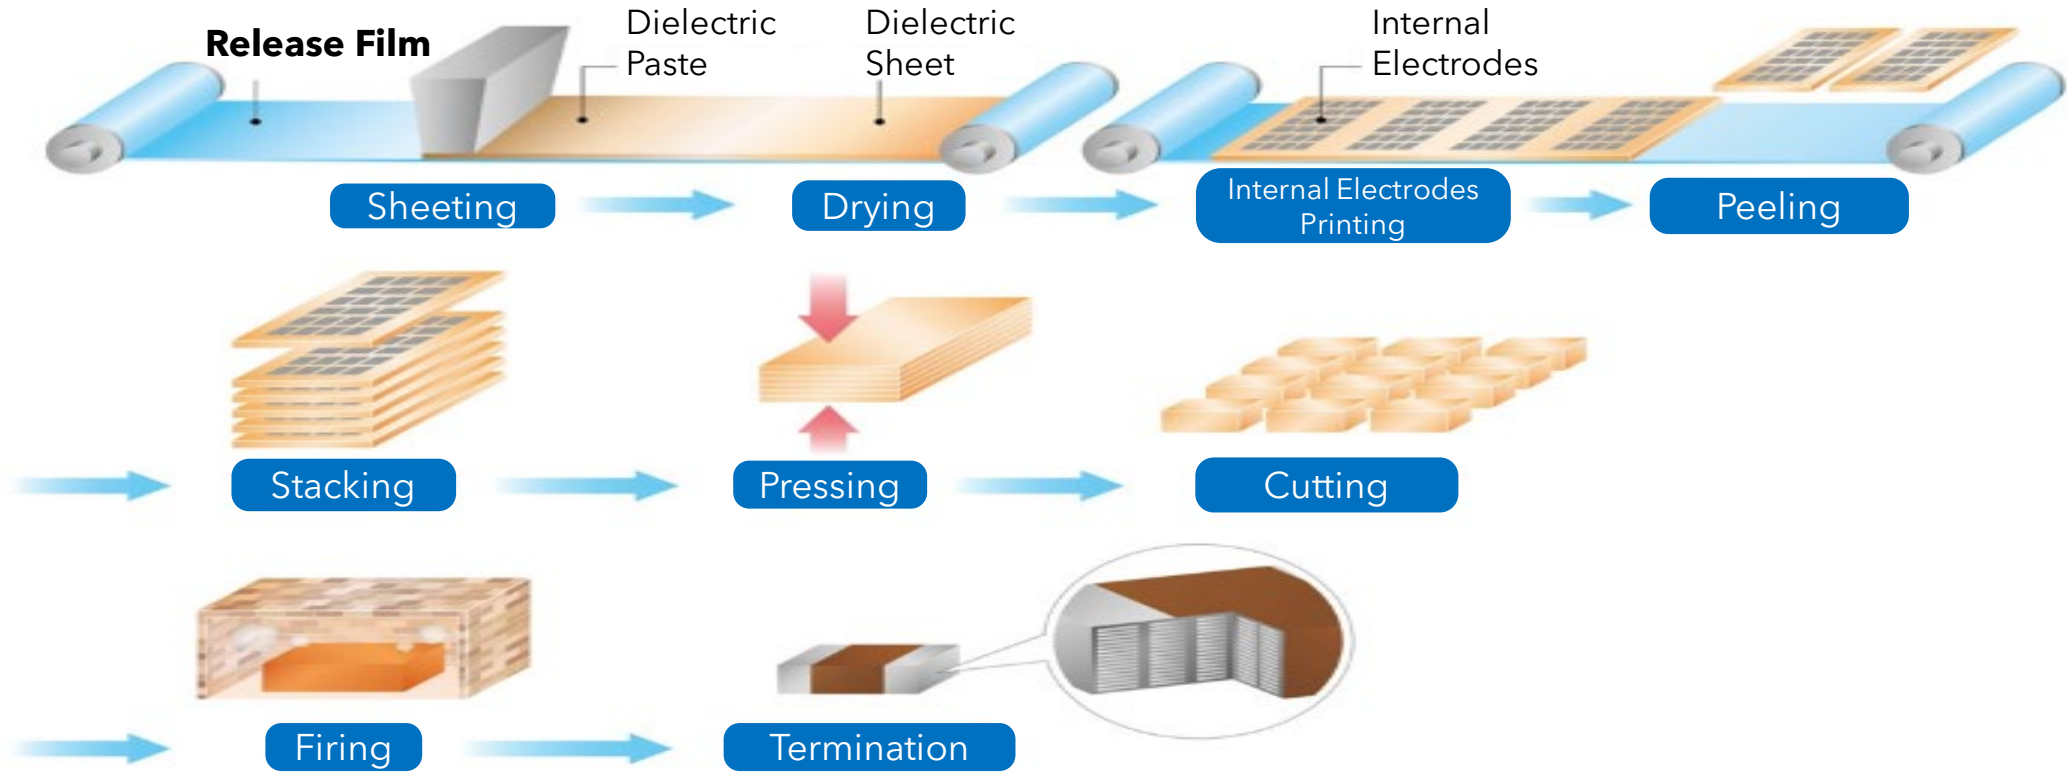 Release Film
Dielectric
Paste
Dielectric
Sheet
Internal
Electrodes
Sheeting
Drying
Internal Electrodes
Printing
Peeling
Stacking
Pressing
Cutting
Firing
Termination